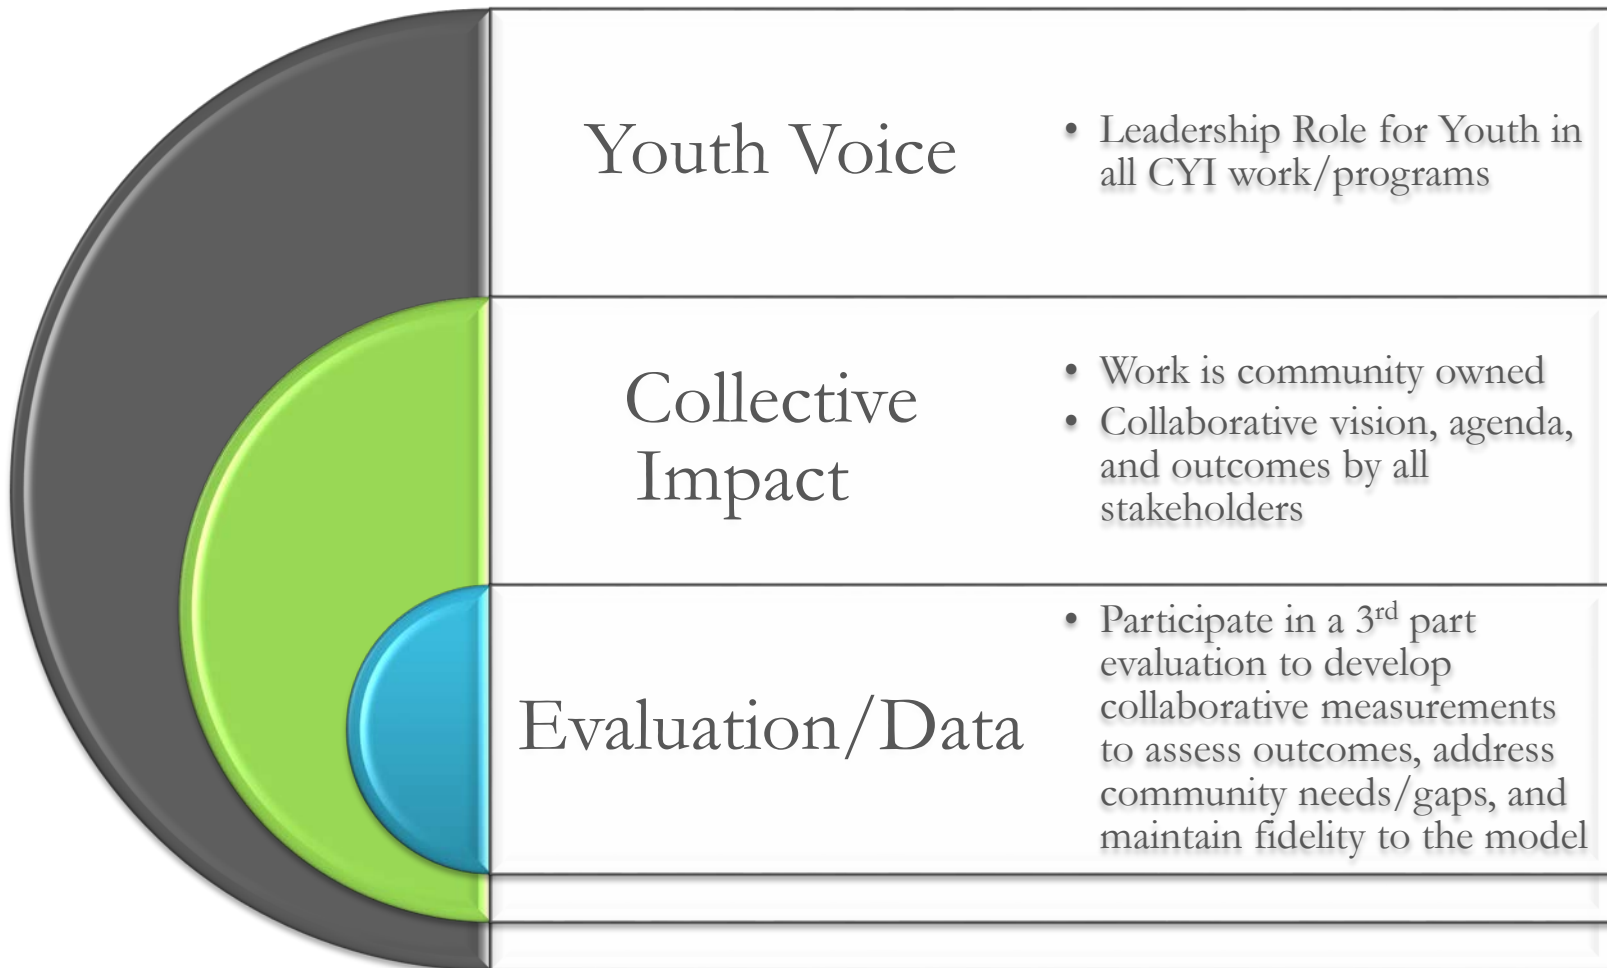 Youth Voice
• Leadership Role for Youth in
all CYI work/programs
Collective
Impact
• Work is community owned
• Collaborative vision, agenda,
and outcomes by all
stakeholders
Evaluation/Data
• Participate in a 3rd part
evaluation to develop
collaborative measurements
to assess outcomes, address
community needs/gaps, and
maintain fidelity to the model